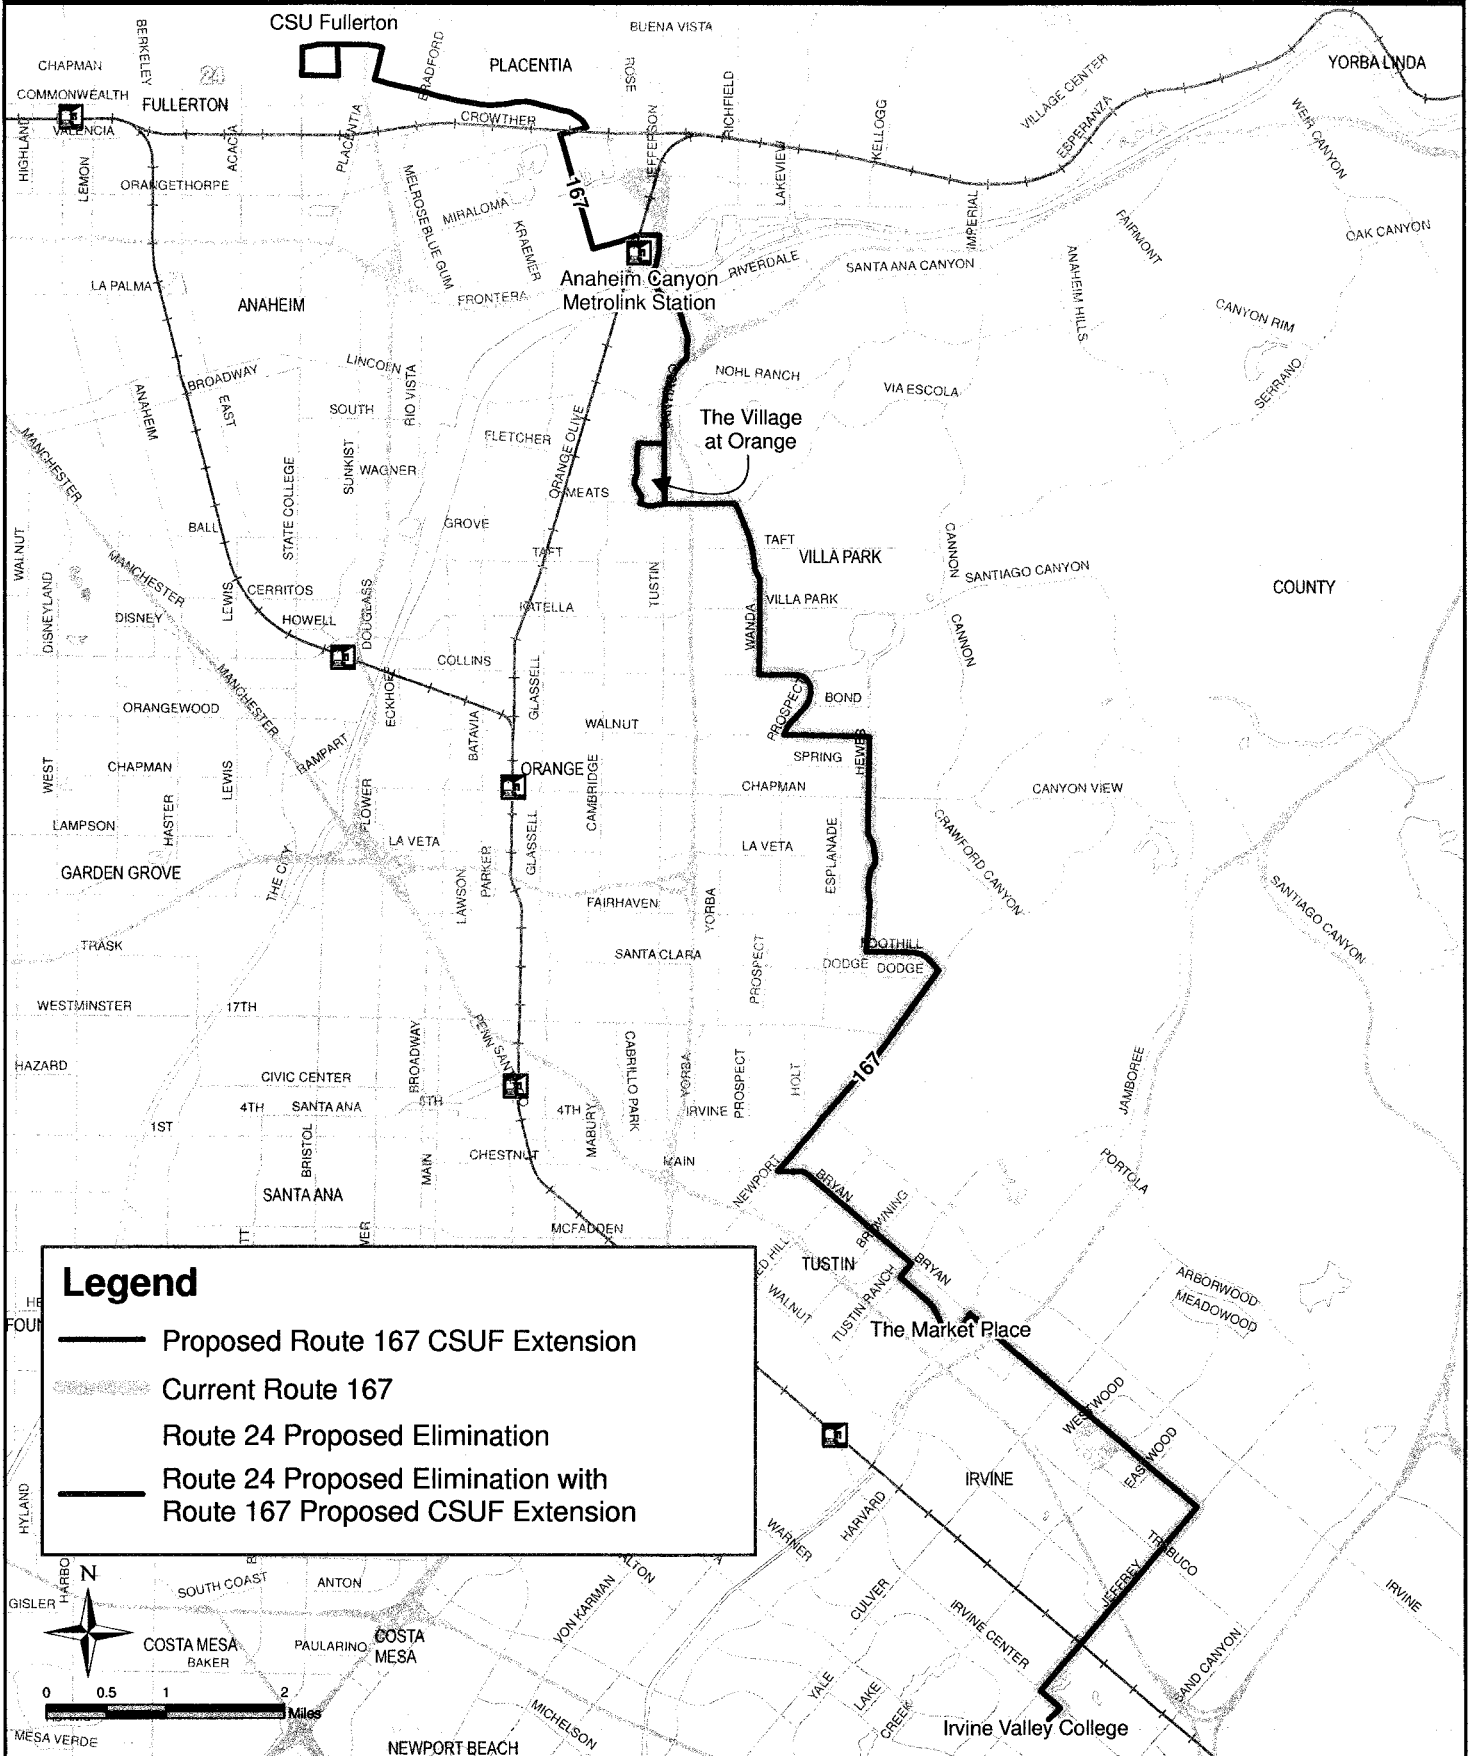 CSU Fullerton
BUENA VISTA
BERKELEY
BRADFORD
PLACENTIA
ROSE
YORBA LINDA
CHAPMAN
24
RICHFIELD
VILLAGE CENTER
COMMONWEALTH
FULLERTON
VALENCIA
CROWTHER
JEFFERSON
KELLOGG
ESPERANZA
WEIR CANYON
HIGHLAND
LEMON
ACACIA
PLACENTIA
LAKEVIEW
ORANGETHORPE
MELROSE
BLUE GUM
MIRALOMA
167
KRAEMER
IMPERIAL
FAIRMONT
OAK CANYON
Anaheim Canyon
Metrolink Station
RIVERDALE
SANTA ANA CANYON
ANAHEIM HILLS
LA PALMA
ANAHEIM
FRONTERA
CANYON RIM
LINCOLN
BROADWAY
RIO VISTA
NOHL RANCH
VIA ESCOLA
SERRANO
ANAHEIM
EAST
SOUTH
The Village
at Orange
FLETCHER
ORANGE OLIVE
MANCHESTER
SUNKIST
WAGNER
STATE COLLEGE
MEATS
BALL
GROVE
TAFT
TAFT
VILLA PARK
CANNON
SANTIAGO CANYON
WALNUT
MANCHESTER
DISNEYLAND
CERRITOS
LEWIS
DISNEY
HOWELL
DOUGLASS
KATELLA
TUSTIN
VILLA PARK
WANDA
COUNTY
CANNON
COLLINS
GLASSELL
MANCHESTER
ECKHOFF
ORANGEWOOD
BATAVIA
WALNUT
PROSPECT
BOND
RAMPART
SPRING
HEWES
WEST
CHAPMAN
LEWIS
ORANGE
CHAPMAN
CANYON VIEW
HASTER
FLOWER
CAMBRIDGE
LAMPSON
LA VETA
GLASSELL
LA VETA
ESPLANADE
CRAWFORD CANYON
GARDEN GROVE
THE CITY
PARKER
LAWSON
FAIRHAVEN
YORBA
SANTIAGO CANYON
TRASK
SANTA CLARA
PROSPECT
FOOTHILL
DODGE
DODGE
WESTMINSTER
17TH
HAZARD
BROADWAY
CABRILLO PARK
YORBA
PROSPECT
HOLT
167
JAMBOREE
CIVIC CENTER
4TH
SANTA ANA
5TH
4TH
MABURY
IRVINE
1ST
BRISTOL
MAIN
CHESTNUT
MAIN
NEWPORT
BRYAN
PORTOLA
SANTA ANA
MCFADDEN
BROWNING
TUSTIN
BRYAN
WALNUT
TUSTIN RANCH
ARBORWOOD
MEADOWOOD
The Market Place
Legend
Proposed Route 167 CSUF Extension
Current Route 167
Route 24 Proposed Elimination
Route 24 Proposed Elimination with
Route 167 Proposed CSUF Extension
WESTWOOD
EASTWOOD
IRVINE
HYLAND
HARVARD
WARNER
TRABUCO
JEFFREY
N
SOUTH COAST
ANTON
GISLER
VON KARMAN
CULVER
IRVINE CENTER
IRVINE
COSTA MESA
BAKER
PAULARINO
COSTA
MESA
SAND CANYON
YALE
LAKE
CREEK
0 0.5 1 2
Miles
MICHELSON
MESA VERDE
NEWPORT BEACH
Irvine Valley College